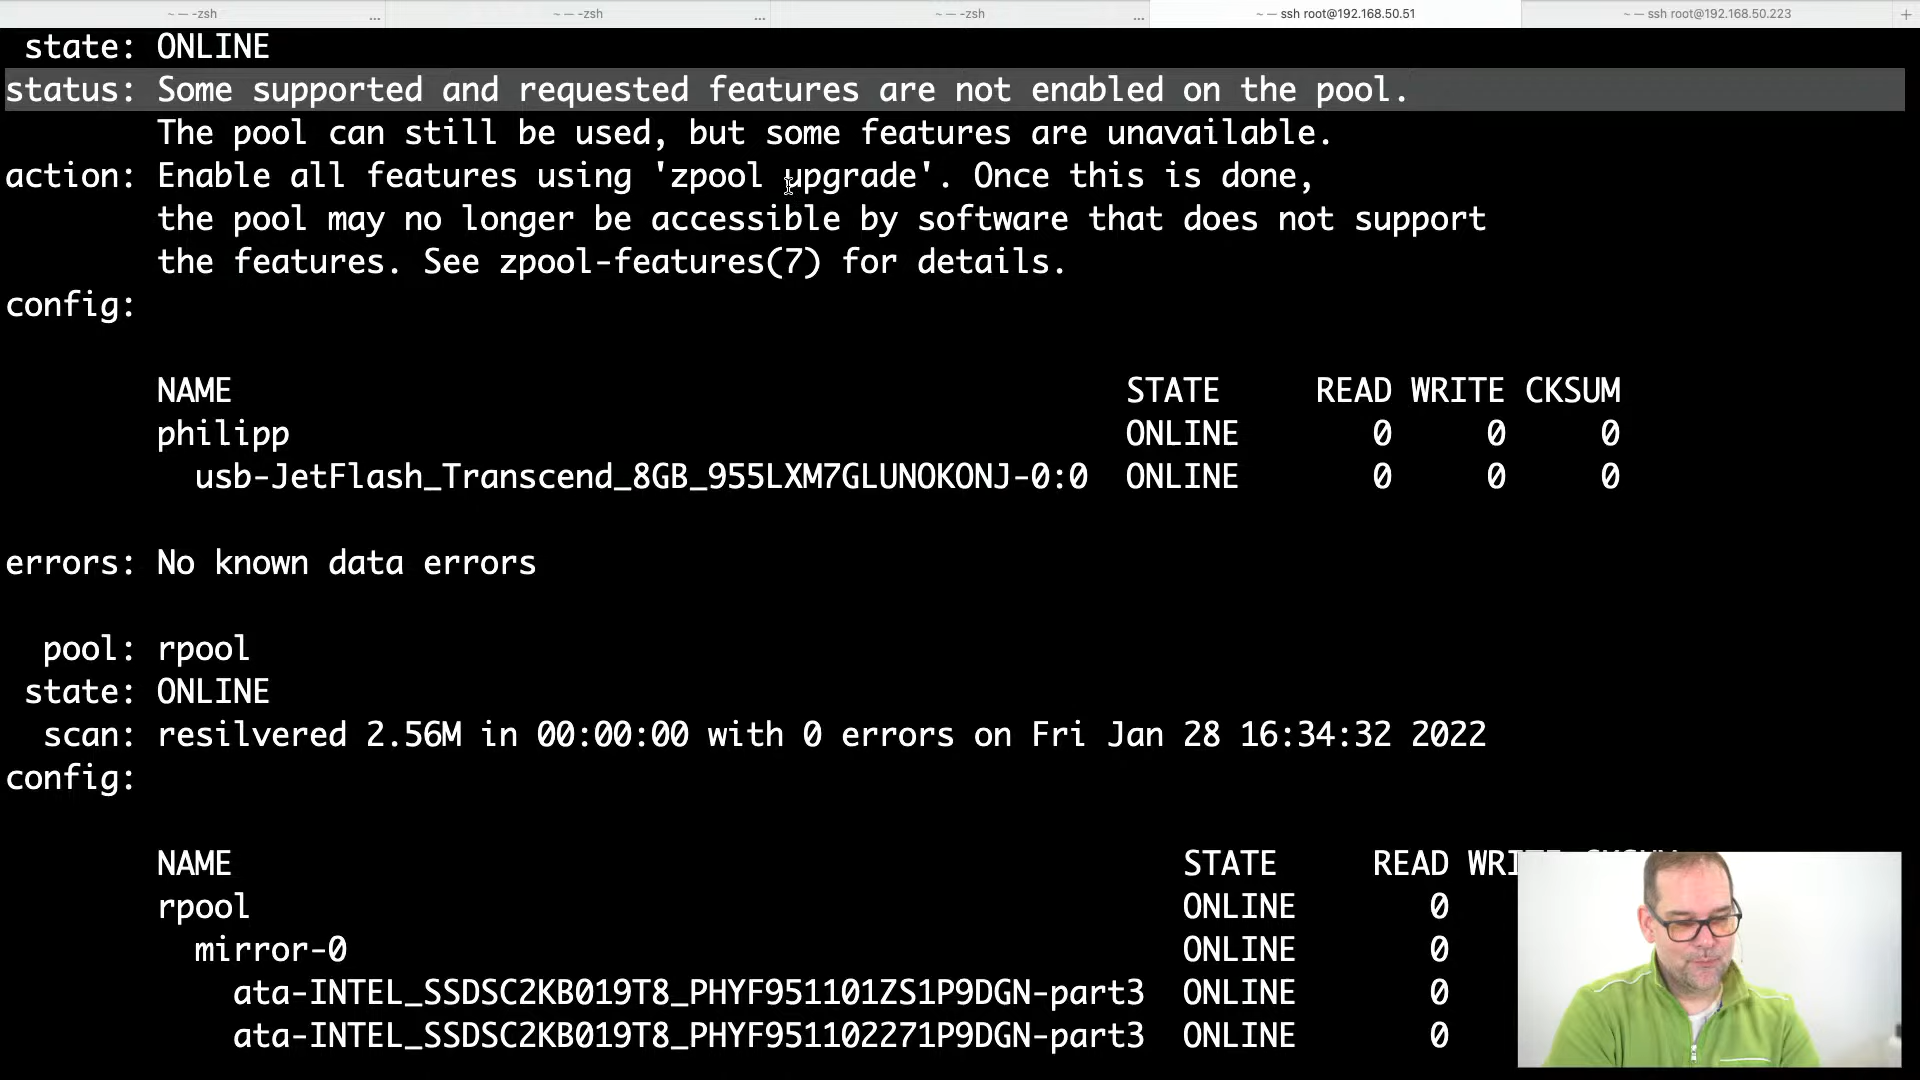 ~ — -zsh
...
~ — -zsh
...
~ — -zsh
...
~ — ssh root@192.168.50.51
~ — ssh root@192.168.50.223
+
state: ONLINE
status: Some supported and requested features are not enabled on the pool.
The pool can still be used, but some features are unavailable.
action: Enable all features using 'zpool upgrade'. Once this is done,
the pool may no longer be accessible by software that does not support
the features. See zpool-features(7) for details.
config:
NAME STATE READ WRITE CKSUM
philipp ONLINE 0 0 0
usb-JetFlash_Transcend_8GB_955LXM7GLUNOKONJ-0:0 ONLINE 0 0 0
errors: No known data errors
pool: rpool
state: ONLINE
scan: resilvered 2.56M in 00:00:00 with 0 errors on Fri Jan 28 16:34:32 2022
config:
NAME STATE READ
rpool ONLINE 0
mirror-0 ONLINE 0
ata-INTEL_SSDSC2KB019T8_PHYF951101ZS1P9DGN-part3 ONLINE 0
ata-INTEL_SSDSC2KB019T8_PHYF951102271P9DGN-part3 ONLINE 0